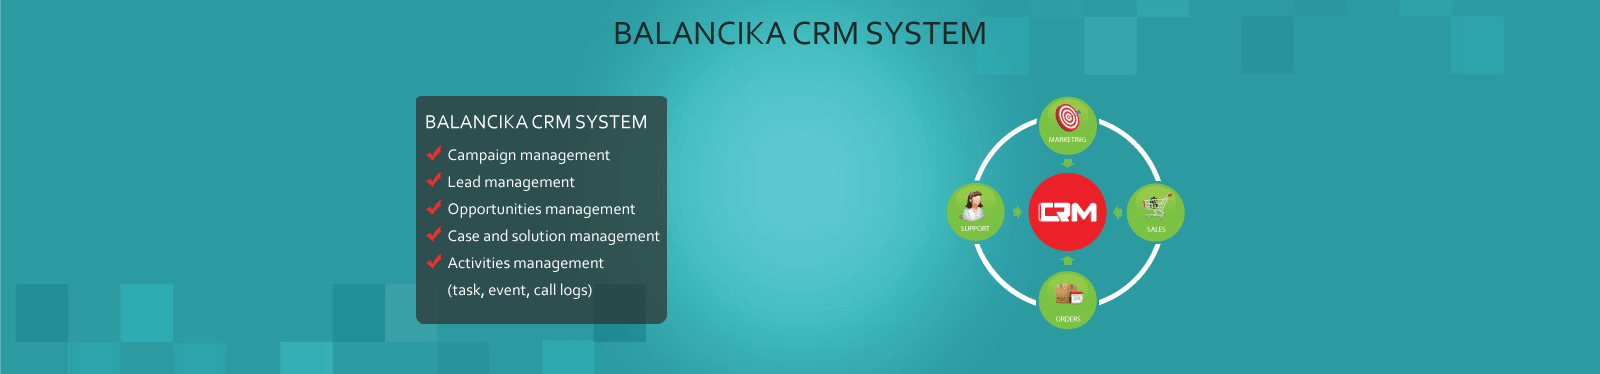 BALANCIKA CRM SYSTEM
BALANCIKA CRM SYSTEM
Campaign management
Lead management
Opportunities management
Case and solution management
Activities management
(task, event, call logs)
MARKETING
SUPPORT
CRM
SALES
ORDERS